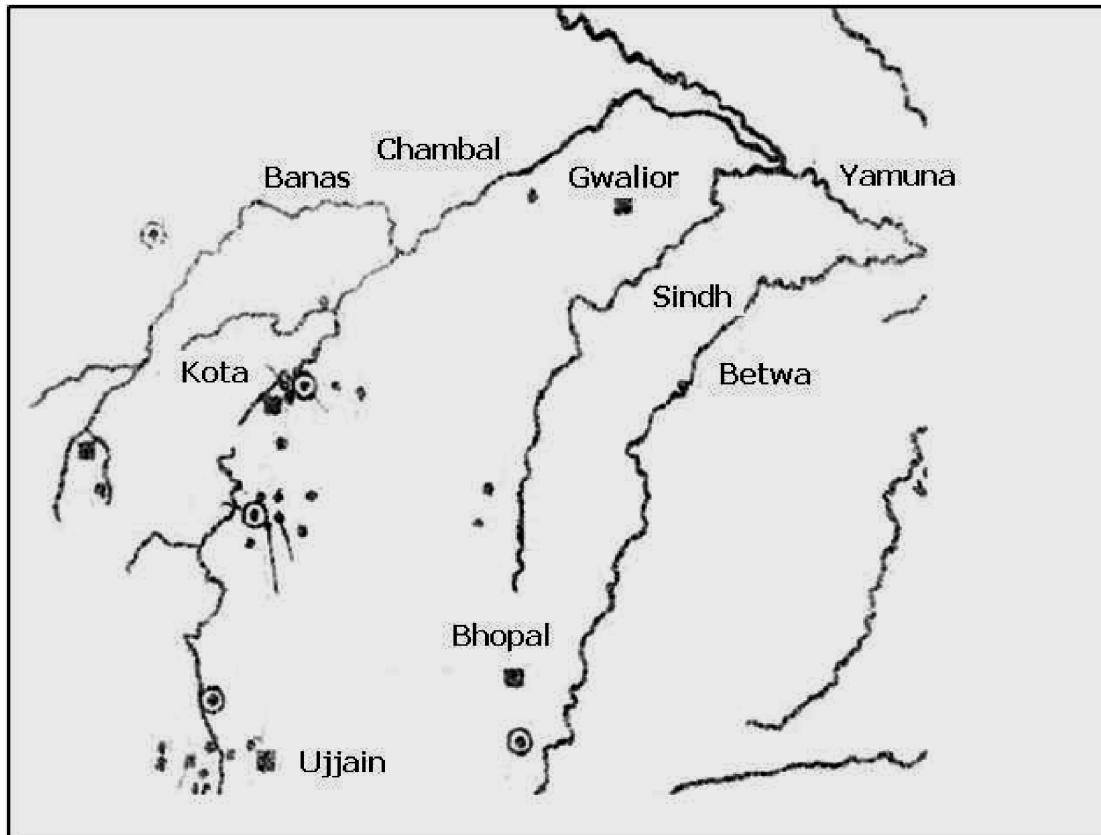 Chambal
Banas
Gwalior
Yamuna
Sindh
Kota
Betwa
Bhopal
Ujjain